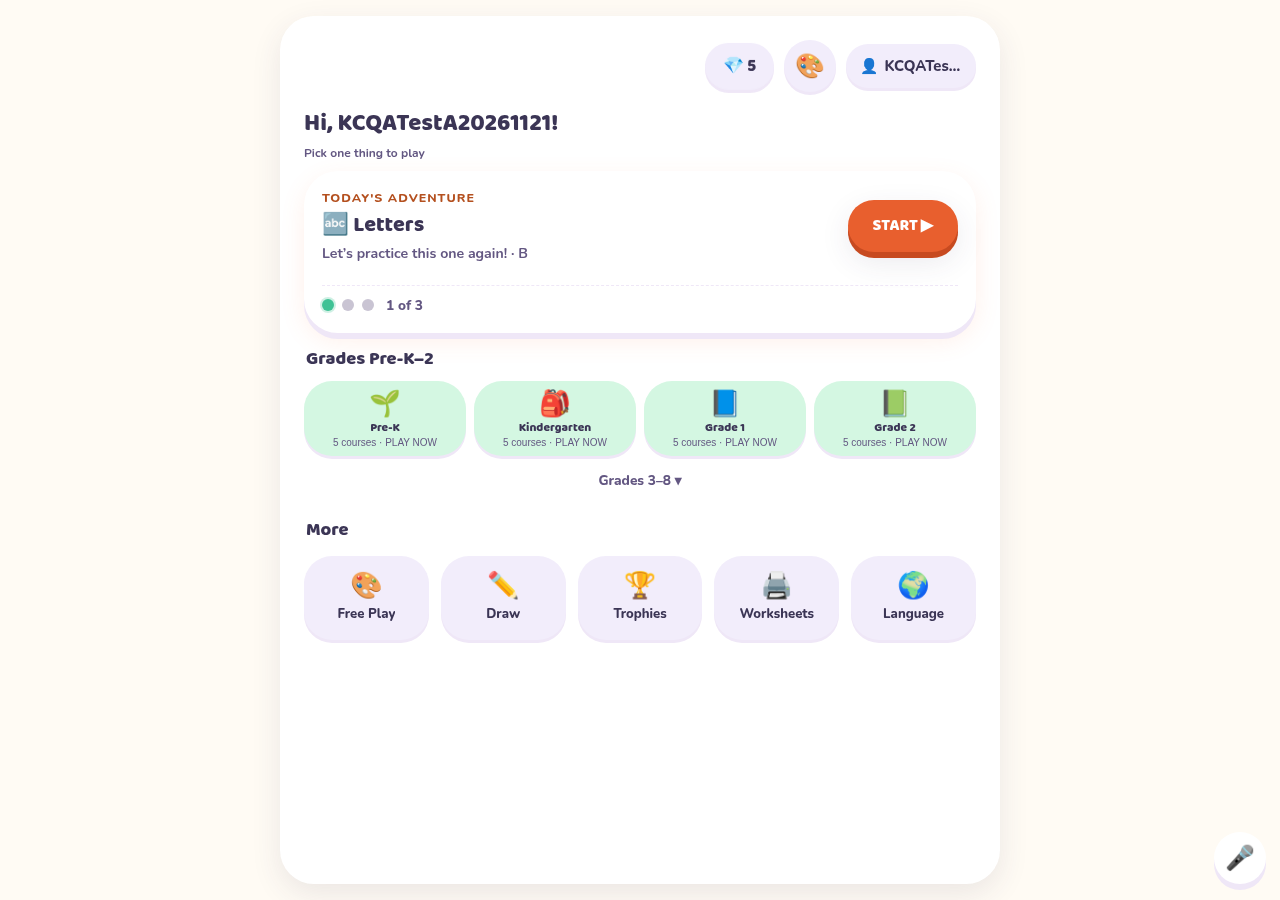 💎 5
🎨
👤 KCQATes...
Hi, KCQATestA20261121!
Pick one thing to play
TODAY'S ADVENTURE
🔤 Letters
START ▶
Let's practice this one again! · B
1 of 3
Grades Pre-K–2
Pre-K
5 courses · PLAY NOW
Kindergarten
5 courses · PLAY NOW
Grade 1
5 courses · PLAY NOW
Grade 2
5 courses · PLAY NOW
Grades 3–8 ▾
More
Free Play
Draw
Trophies
Worksheets
Language